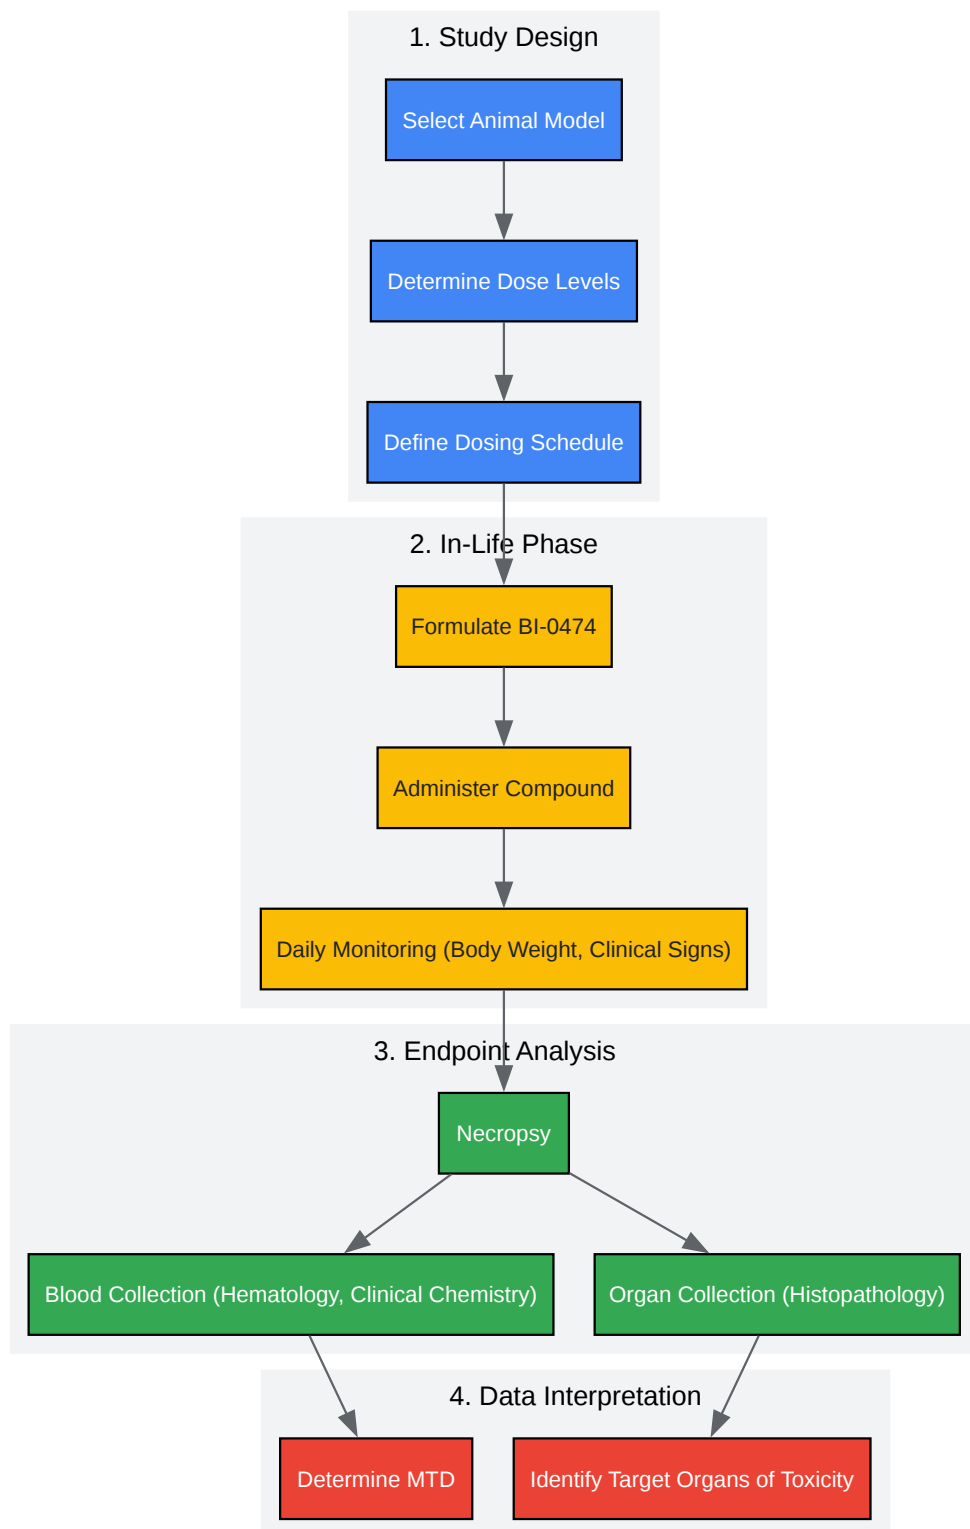 1. Study Design
Select Animal Model
Determine Dose Levels
Define Dosing Schedule
2. In-Life Phase
Formulate BI-0474
Administer Compound
Daily Monitoring (Body Weight, Clinical Signs)
3. Endpoint Analysis
Necropsy
Blood Collection (Hematology, Clinical Chemistry)
Organ Collection (Histopathology)
4. Data Interpretation
Determine MTD
Identify Target Organs of Toxicity